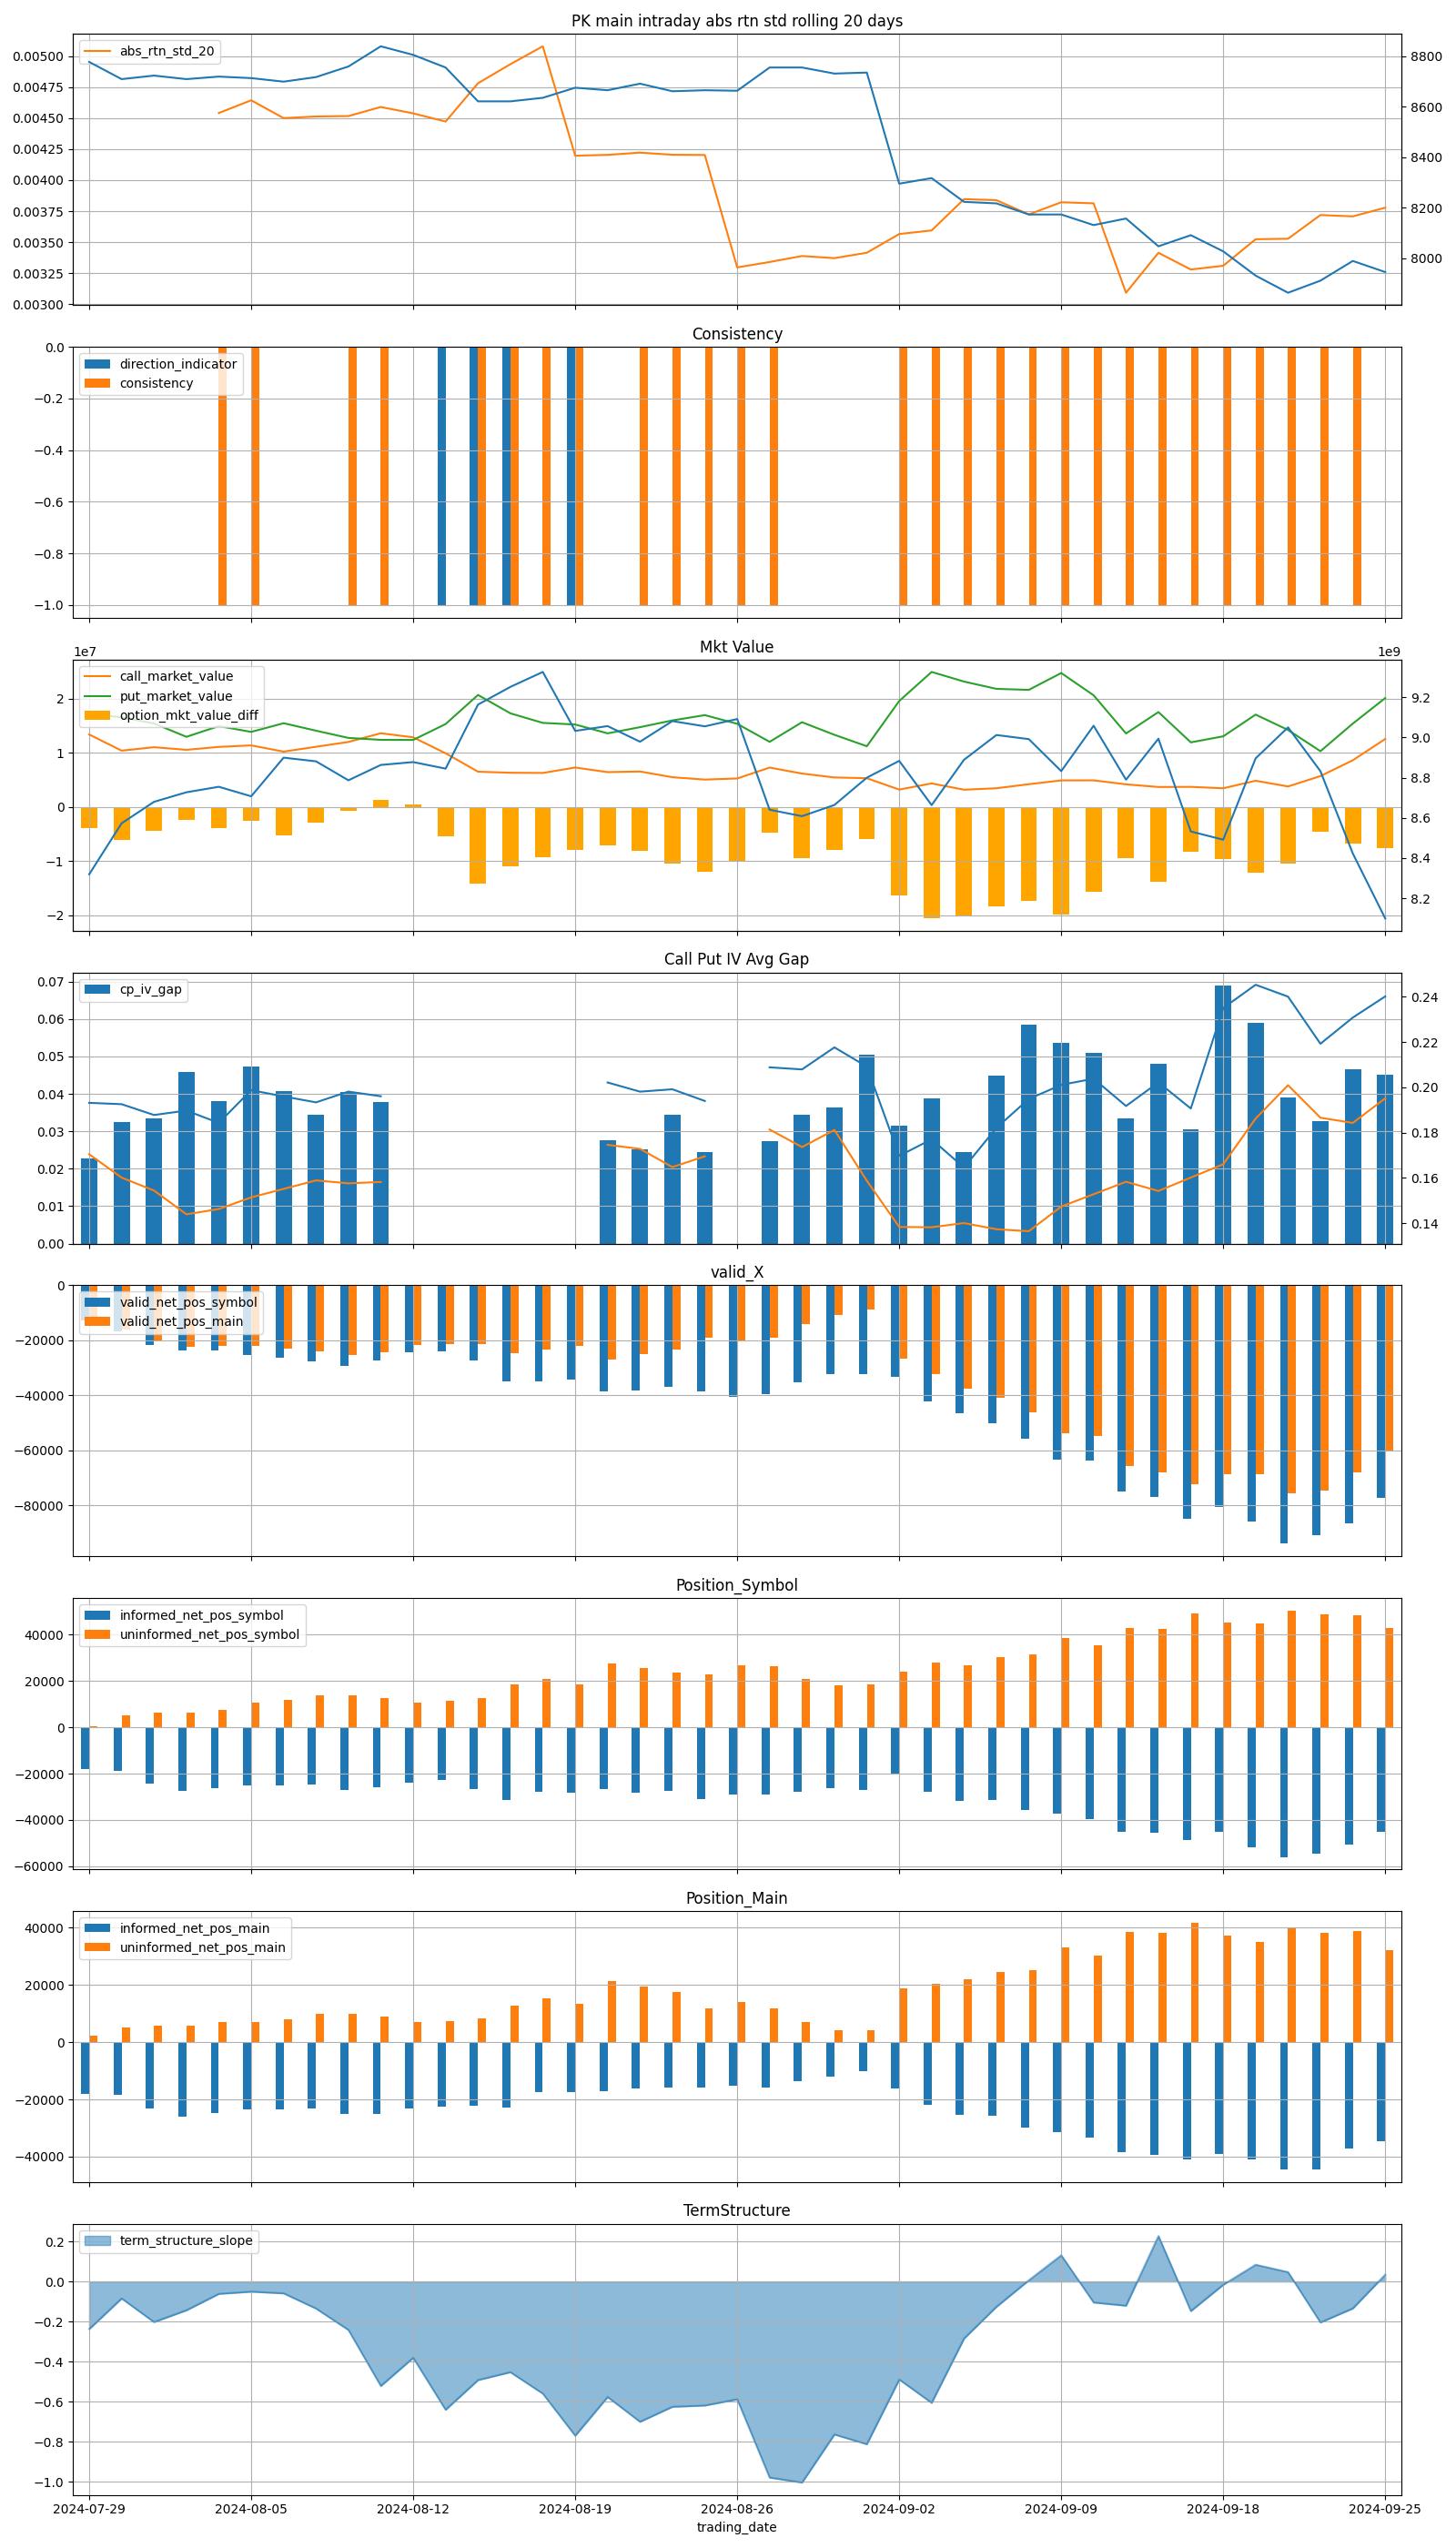 PK main intraday abs rtn std rolling 20 days
abs_rtn_std_20
0.00500
0.00475
0.00450
0.00425
0.00400
0.00375
0.00350
0.00325
0.00300
8800
8600
8400
8200
8000
Consistency
direction_indicator
consistency
0.0
−0.2
−0.4
−0.6
−0.8
−1.0
Mkt Value
1e7
1e9
call_market_value
put_market_value
option_mkt_value_diff
2
1
0
−1
−2
9.2
9.0
8.8
8.6
8.4
8.2
Call Put IV Avg Gap
cp_iv_gap
0.07
0.06
0.05
0.04
0.03
0.02
0.01
0.00
0.24
0.22
0.20
0.18
0.16
0.14
valid_X
valid_net_pos_symbol
valid_net_pos_main
0
−20000
−40000
−60000
−80000
Position_Symbol
informed_net_pos_symbol
uninformed_net_pos_symbol
40000
20000
0
−20000
−40000
−60000
Position_Main
informed_net_pos_main
uninformed_net_pos_main
40000
20000
0
−20000
−40000
TermStructure
term_structure_slope
0.2
0.0
−0.2
−0.4
−0.6
−0.8
−1.0
2024-07-29 2024-08-05 2024-08-12 2024-08-19 2024-08-26 2024-09-02 2024-09-09 2024-09-18 2024-09-25
trading_date